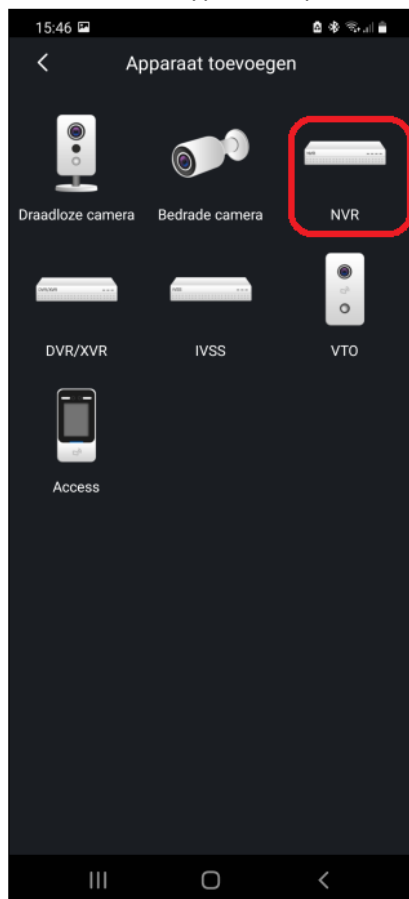 15:46
Apparaat toevoegen
Draadloze camera
Bedrade camera
NVR
DVR/XVR
IVSS
VTO
Access